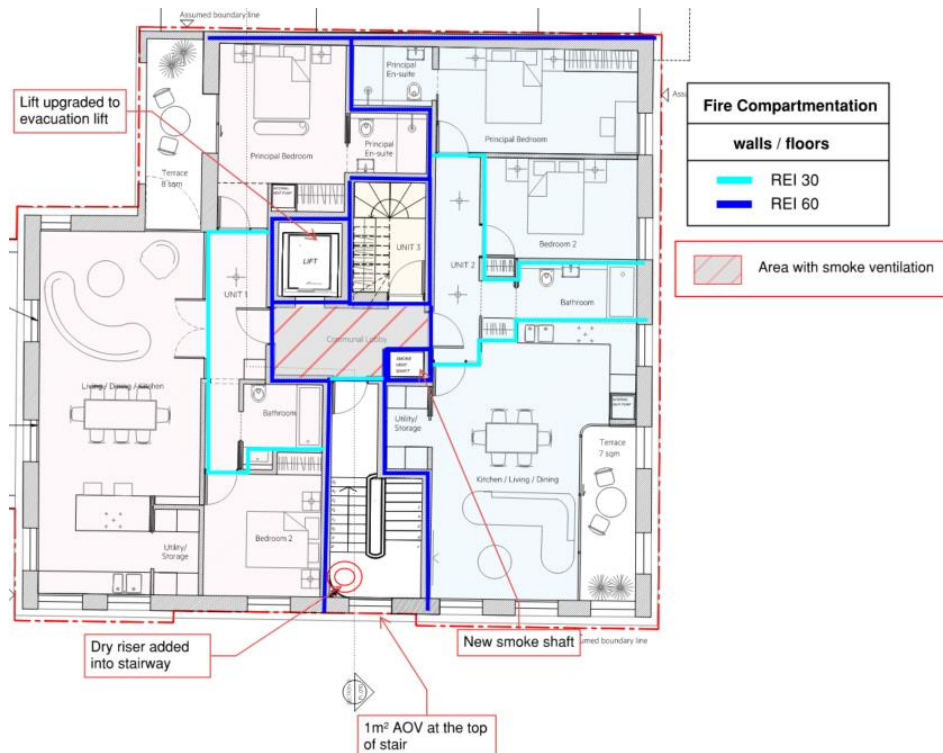 Assumed boundary line
Lift upgraded to
evacuation lift
Principal Bedroom
Principal
En-suite
Principal
En-suite
Principal Bedroom
Terrace
8 sqm
LIFT
UNIT 3
UNIT 2
Bedroom 2
UNIT 1
Bathroom
Communal Lobby
SMOKE
VENT
SHAFT
Living / Dining / Kitchen
Bathroom
Utility/
Storage
Terrace
7 sqm
Kitchen / Living / Dining
Bedroom 2
Utility/
Storage
Dry riser added
into stairway
New smoke shaft
1m² AOV at the top
of stair
Fire Compartmentation
walls / floors
REI 30
REI 60
Area with smoke ventilation